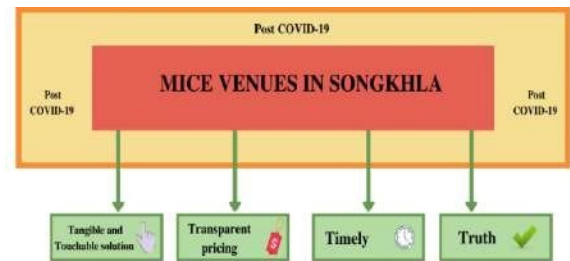 Post COVID-19
MICE VENUES IN SONGKHLA
Post
COVID-19
Post
COVID-19
Tangible and
Touchable solution
Transparent
pricing
$
Timely
Truth